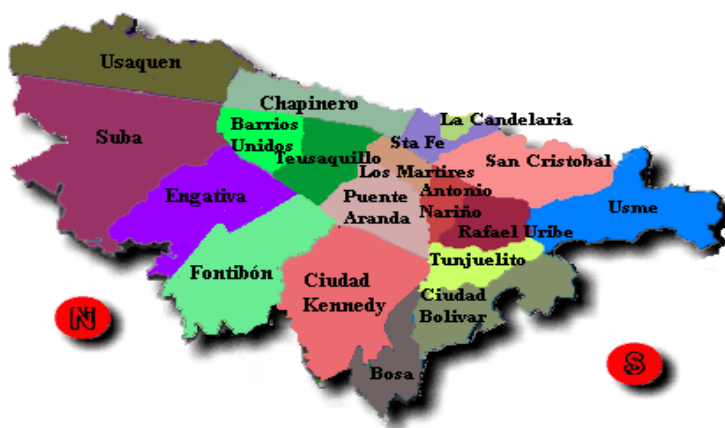 Usaquen
Chapinero
La Candelaria
Suba
Barrios
Unidos
Sta Fe
Teusaquillo
San Cristobal
Los Martires
Engativa
Puente
Aranda
Antonio
Nariño
Usme
Rafael Uribe
Fontibón
Tunjuelito
Ciudad
Kennedy
Ciudad
Bolivar
N
S
Bosa